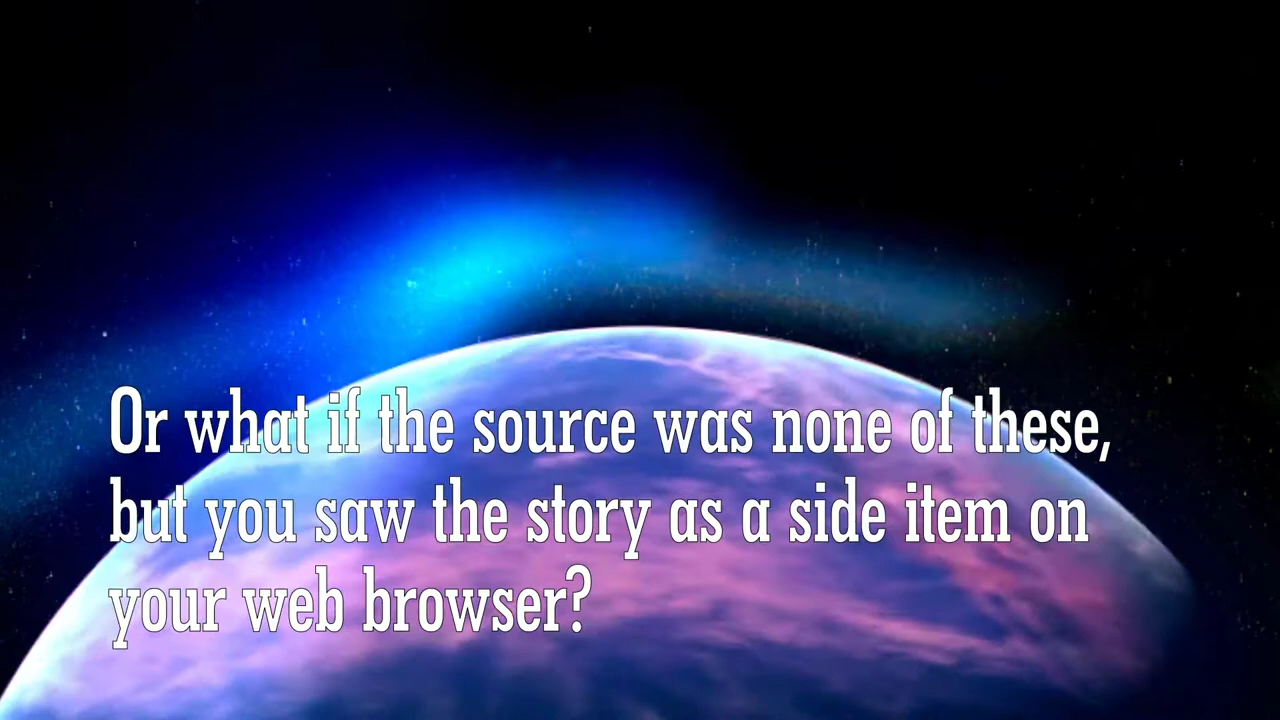 Or what if the source was none of these,
but you saw the story as a side item on
your web browser?